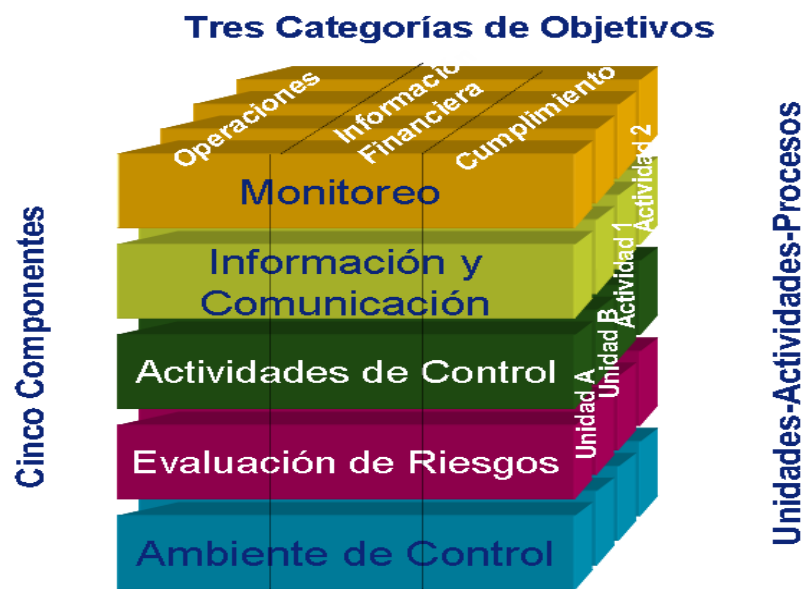 Tres Categorías de Objetivos
Operaciones
Informació
Financiera
Cumplimiento
Monitoreo
Información y
Comunicación
Actividades de Control
Evaluación de Riesgos
Ambiente de Control
Unidad A
Unidad B
Actividad 1
Actividad 2
Cinco Componentes
Unidades-Actividades-Procesos